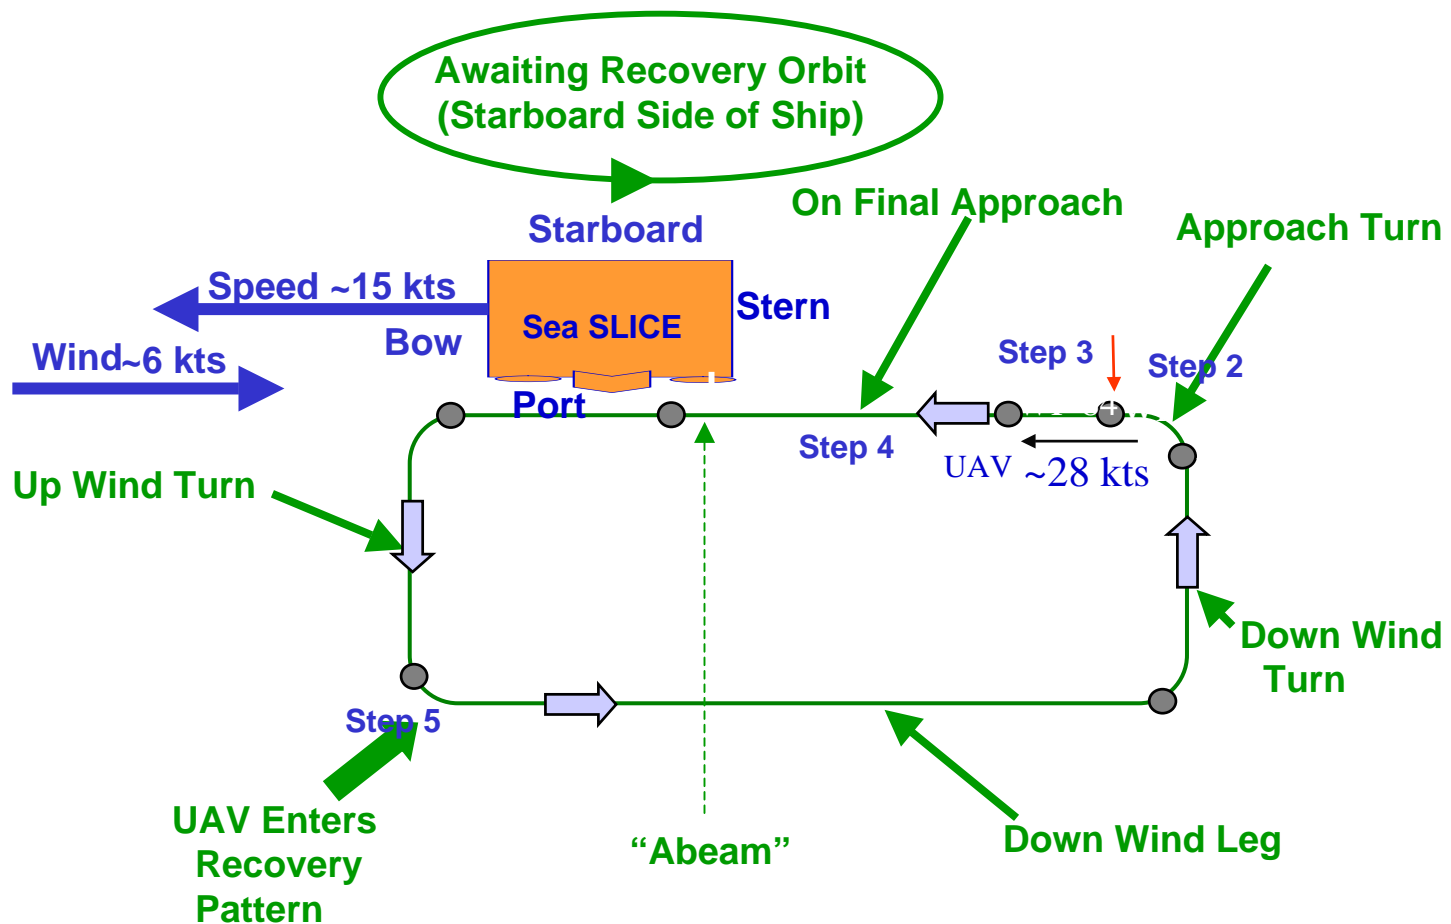 Awaiting Recovery Orbit
(Starboard Side of Ship)
On Final Approach
Approach Turn
Starboard
Speed ~15 kts
Stern
Sea SLICE
Bow
Wind~6 kts
Step 3
Step 2
Port
Step 4
UAV ~28 kts
Up Wind Turn
Down Wind
Turn
Step 5
UAV Enters
Recovery
Pattern
“Abeam”
Down Wind Leg